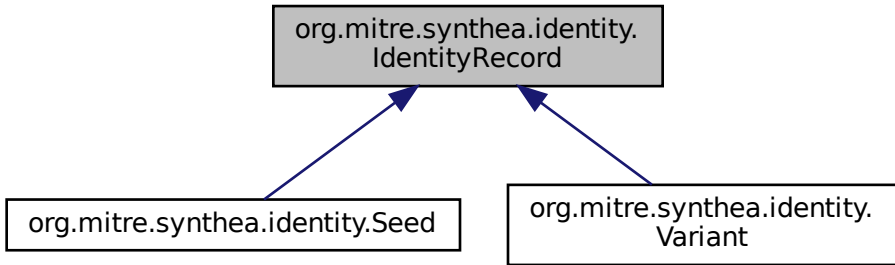 org.mitre.synthea.identity.
IdentityRecord
org.mitre.synthea.identity.Seed
org.mitre.synthea.identity.
Variant